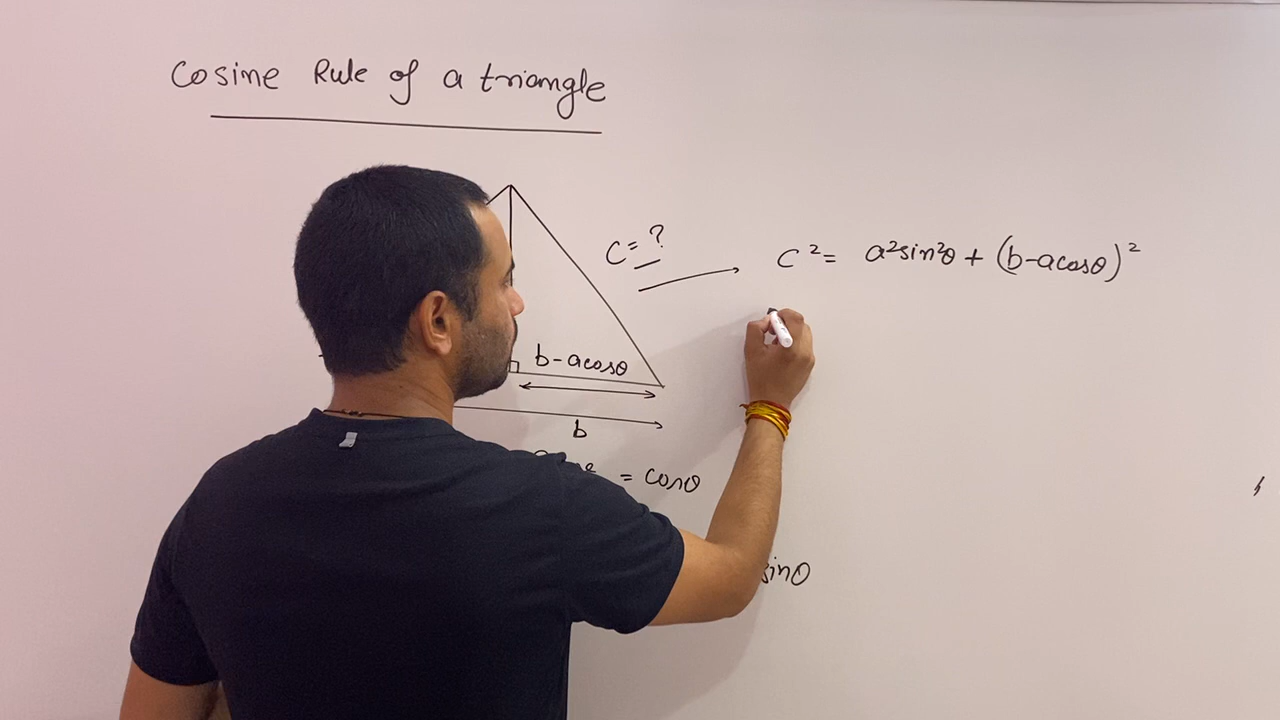 Cosine Rule of a triangle
C=?
C²= a²sin²θ + (b-acosθ)²
b-acosθ
b
= cosθ
sinθ